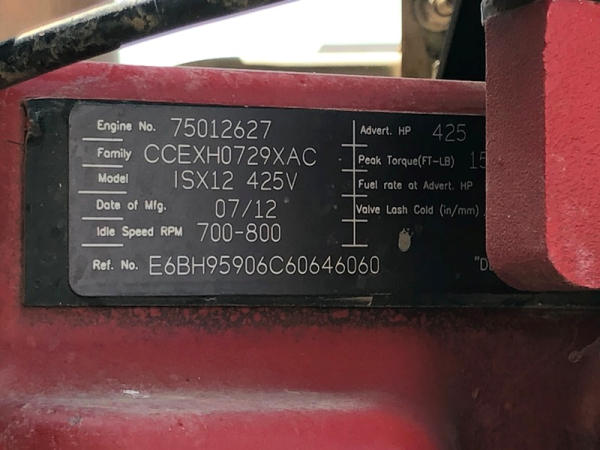 Engine No. 75012627
Family CCEXH0729XAC
Model ISX12 425V
Date of Mfg. 07/12
Idle Speed RPM 700-800
Ref. No. E6BH95906C60646060
Advert. HP 425
Peak Torque(FT-LB) 15
Fuel rate at Advert. HP
Valve Lash Cold (in/mm)